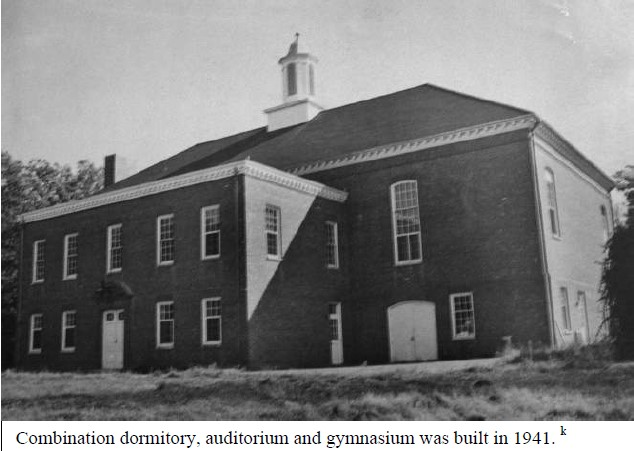 Combination dormitory, auditorium and gymnasium was built in 1941. k